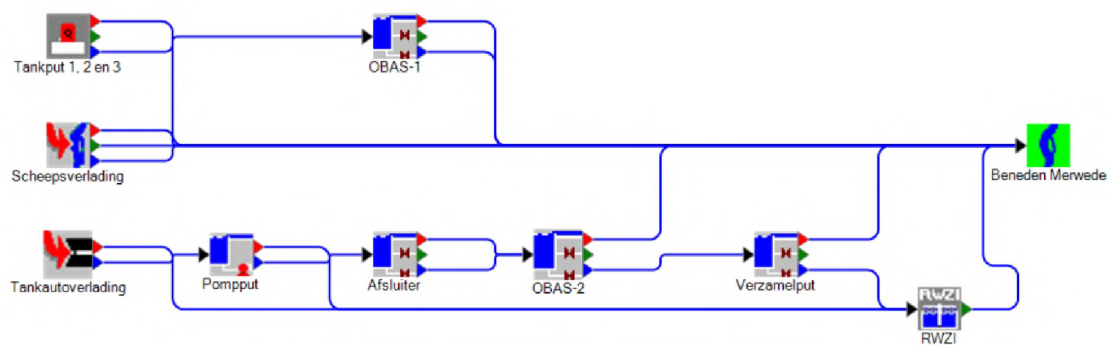 Tankput 1, 2 en 3
OBAS-1
Scheepsverlading
Beneden Merwede
Tankautoverlading
Pompput
Afsluiter
OBAS-2
Verzamelput
RWZI
RWZI